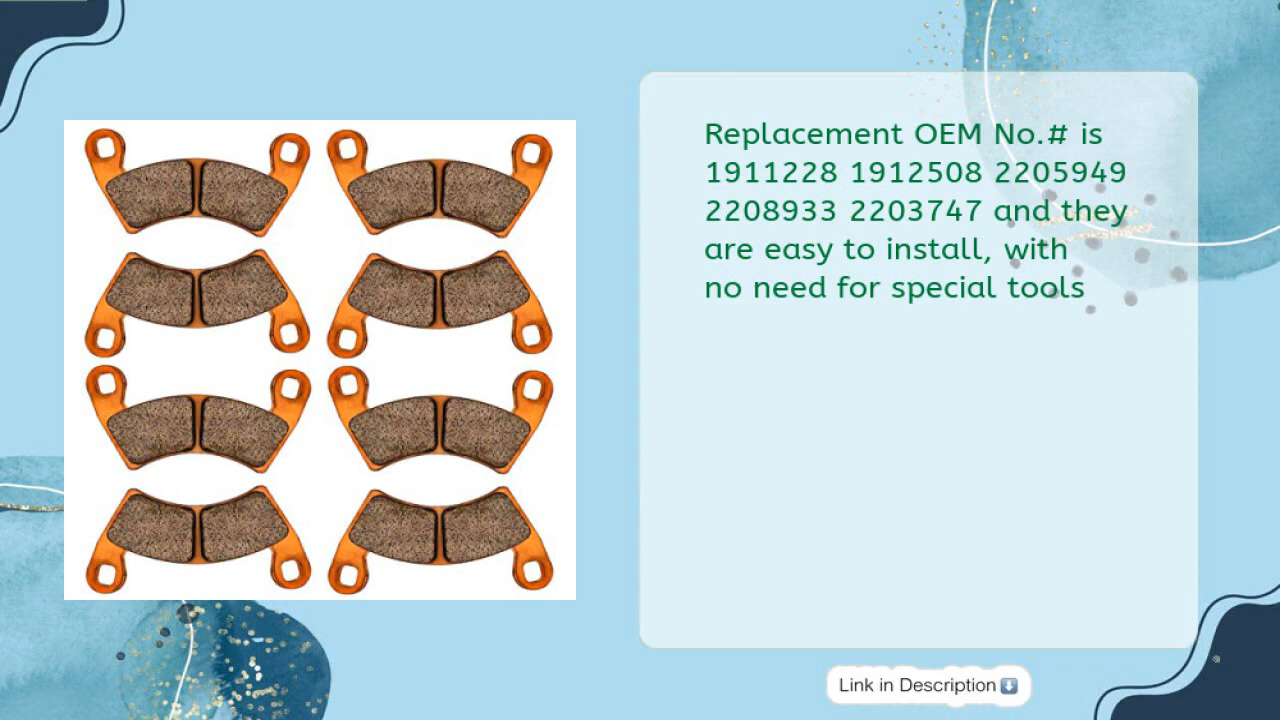 Replacement OEM No.# is
1911228 1912508 2205949
2208933 2203747 and they
are easy to install, with
no need for special tools
Link in Description⬇️